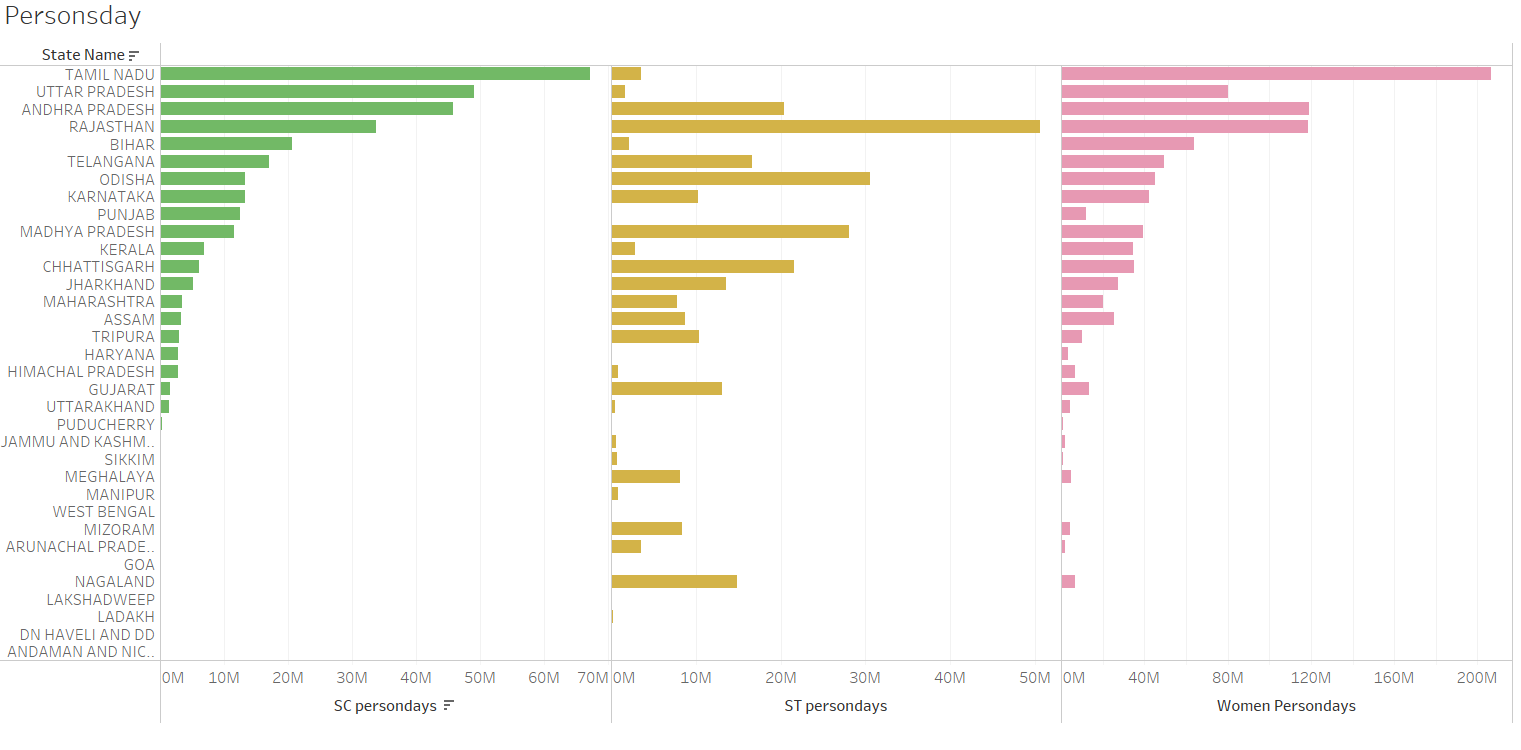 Personsday
State Name
TAMIL NADU
UTTAR PRADESH
ANDHRA PRADESH
RAJASTHAN
BIHAR
TELANGANA
ODISHA
KARNATAKA
PUNJAB
MADHYA PRADESH
KERALA
CHHATTISGARH
JHARKHAND
MAHARASHTRA
ASSAM
TRIPURA
HARYANA
HIMACHAL PRADESH
GUJARAT
UTTARAKHAND
PUDUCHERRY
JAMMU AND KASHM..
SIKKIM
MEGHALAYA
MANIPUR
WEST BENGAL
MIZORAM
ARUNACHAL PRADE..
GOA
NAGALAND
LAKSHADWEEP
LADAKH
DN HAVELI AND DD
ANDAMAN AND NIC..
0M 10M 20M 30M 40M 50M 60M 70M 0M 10M 20M 30M 40M 50M 0M 40M 80M 120M 160M 200M
SC persondays ST persondays Women Persondays